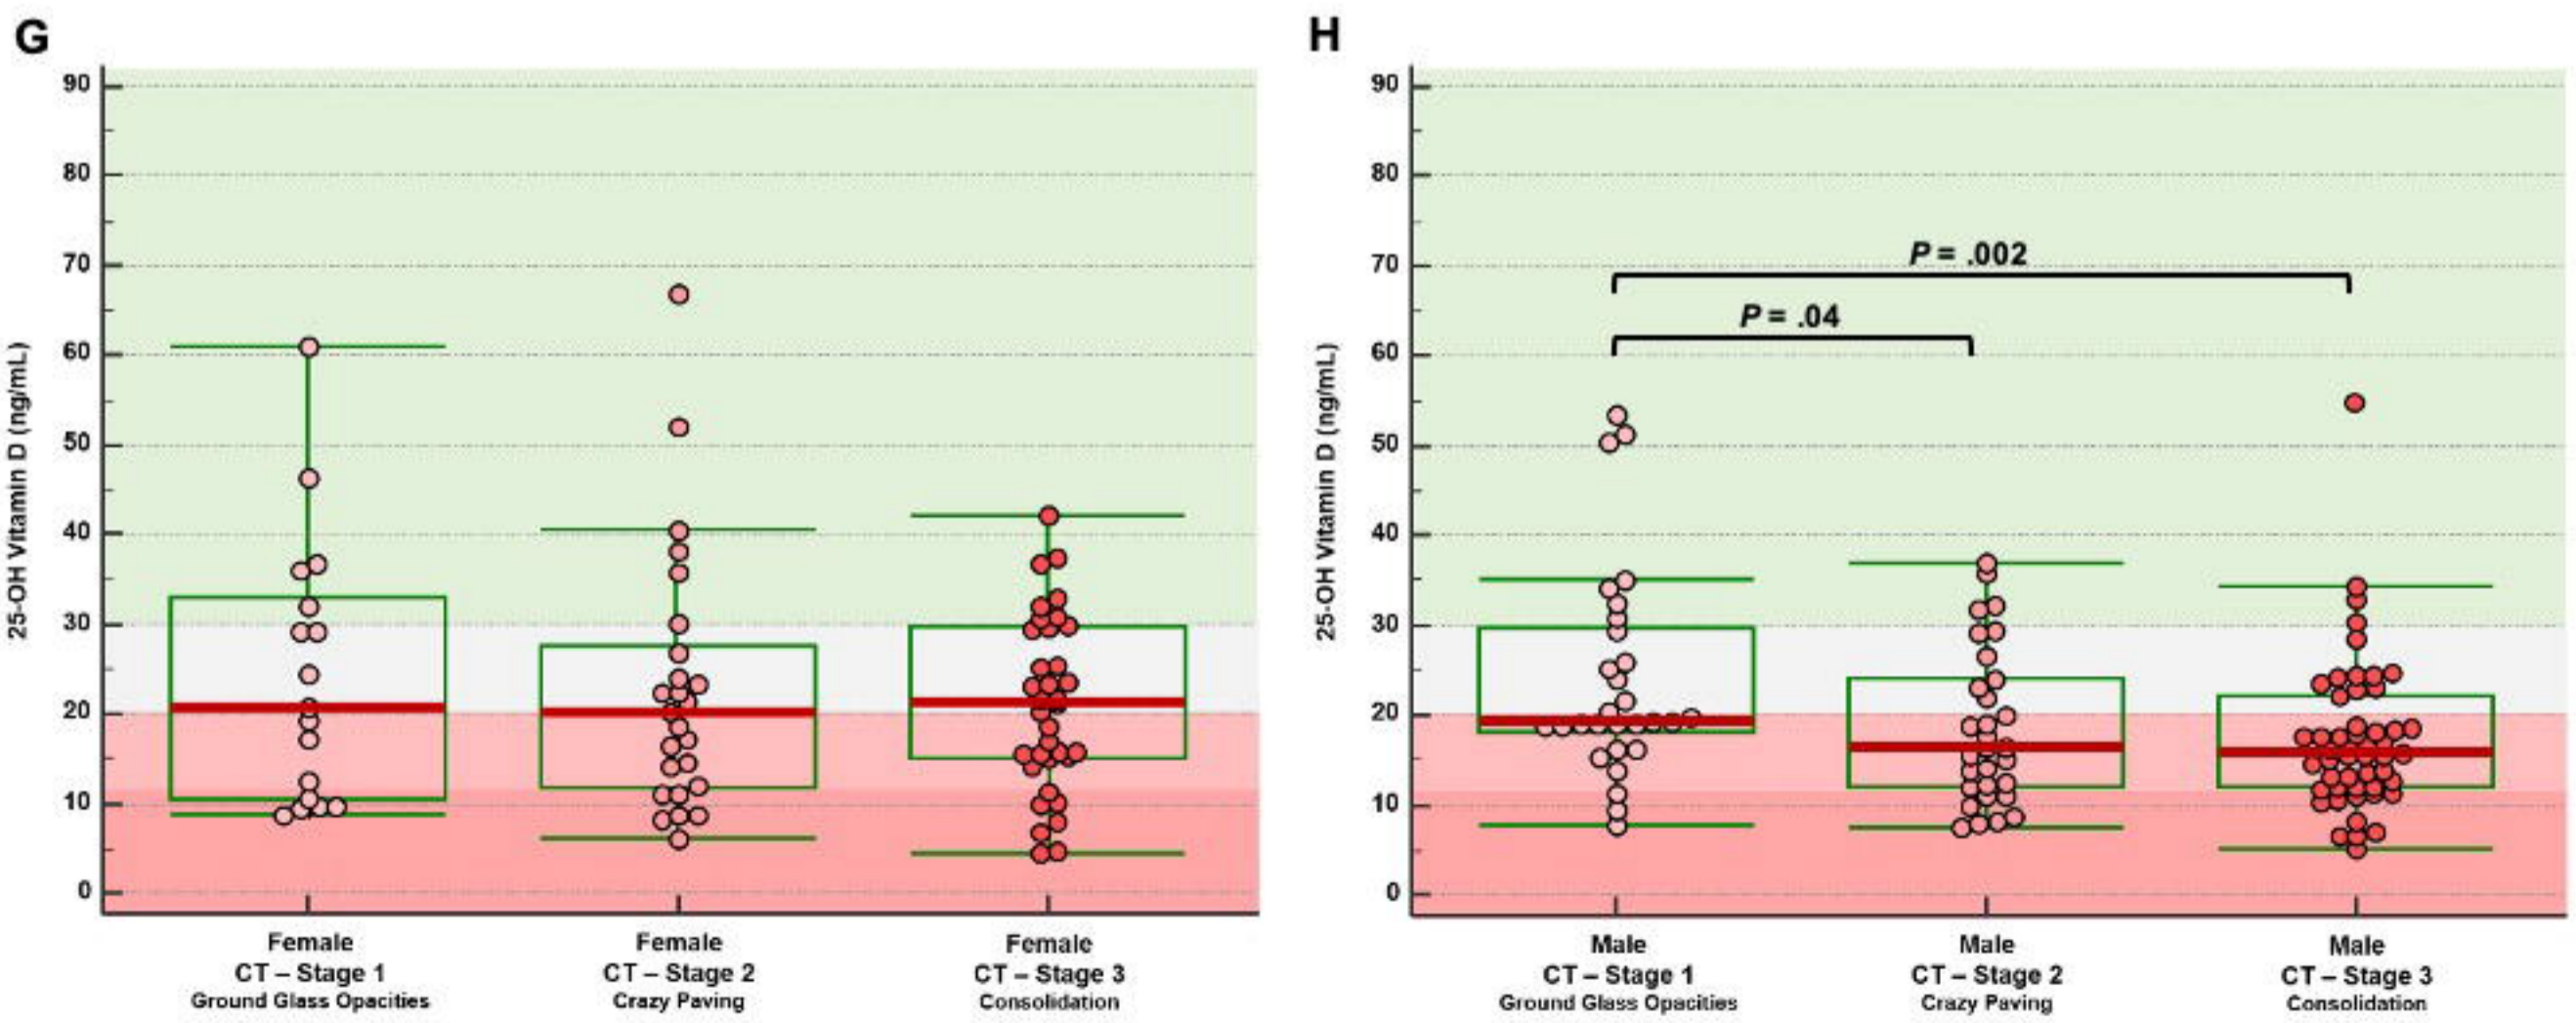 G
25-OH Vitamin D (ng/mL)
90
80
70
60
50
40
30
20
10
0
Female
CT – Stage 1
Ground Glass Opacities
Female
CT – Stage 2
Crazy Paving
Female
CT – Stage 3
Consolidation
H
25-OH Vitamin D (ng/mL)
90
80
70
60
50
40
30
20
10
0
P = .002
P = .04
Male
CT – Stage 1
Ground Glass Opacities
Male
CT – Stage 2
Crazy Paving
Male
CT – Stage 3
Consolidation